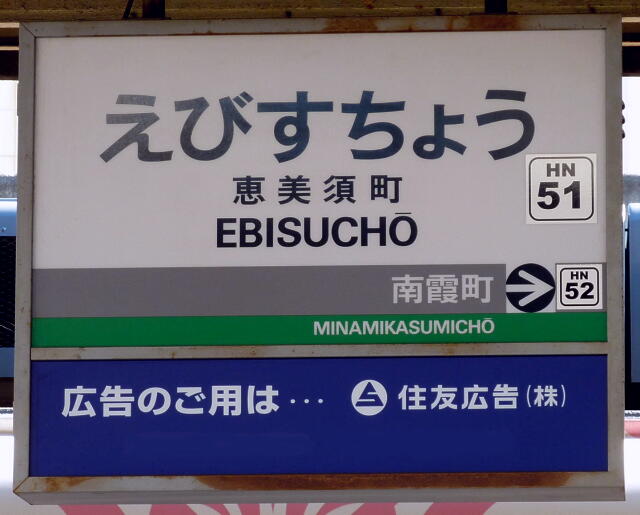 えびすちょう
恵美須町
HN
51
EBISUCHŌ
南霞町
HN
52
MINAMIKASUMICHŌ
広告のご用は… 住友広告(株)